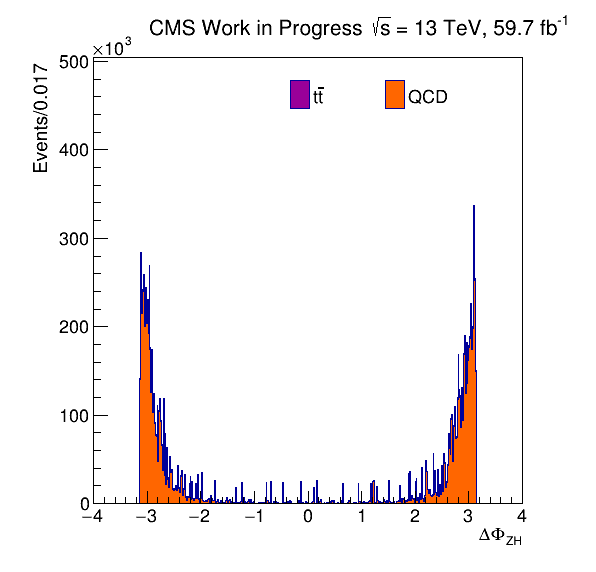 CMS Work in Progress √s = 13 TeV, 59.7 fb⁻¹
×10³
Events/0.017
500
400
300
200
100
0
tt̅
QCD
−4 −3 −2 −1 0 1 2 3 4
ΔΦ_ZH